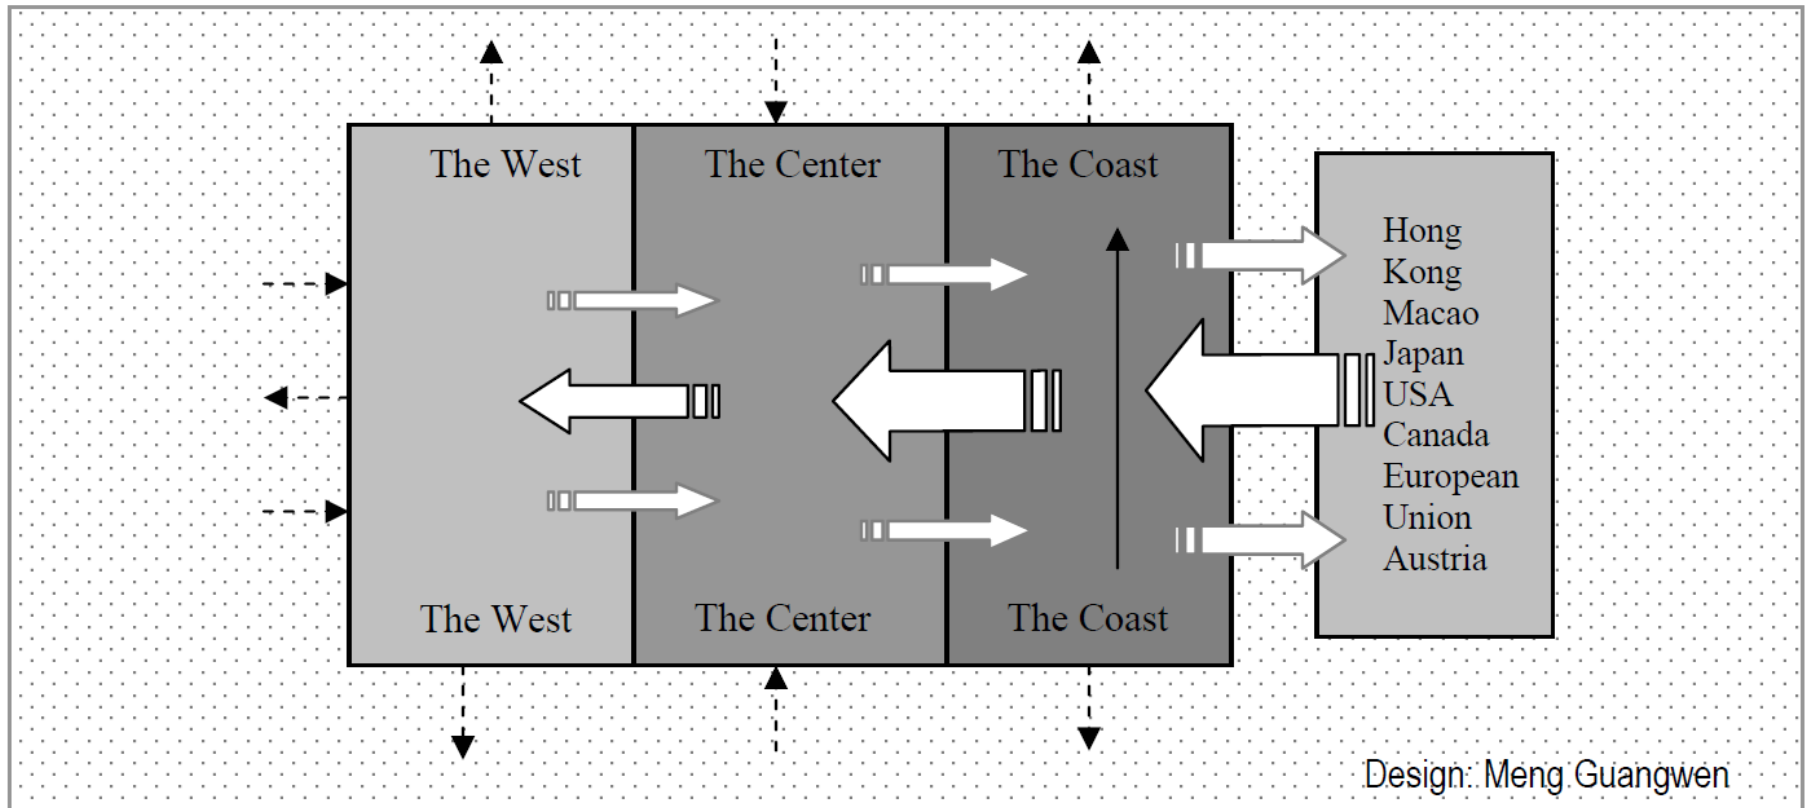 The West
The Center
The Coast
Hong
Kong
Macao
Japan
USA
Canada
European
Union
Austria
The West
The Center
The Coast
Design: Meng Guangwen